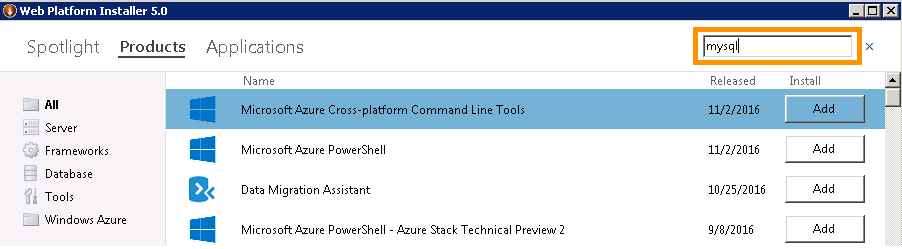 Web Platform Installer 5.0
Spotlight Products Applications mysql
Name Released Install
All
Server
Frameworks
Database
Tools
Windows Azure
Microsoft Azure Cross-platform Command Line Tools 11/2/2016 Add
Microsoft Azure PowerShell 11/2/2016 Add
Data Migration Assistant 10/25/2016 Add
Microsoft Azure PowerShell - Azure Stack Technical Preview 2 9/8/2016 Add